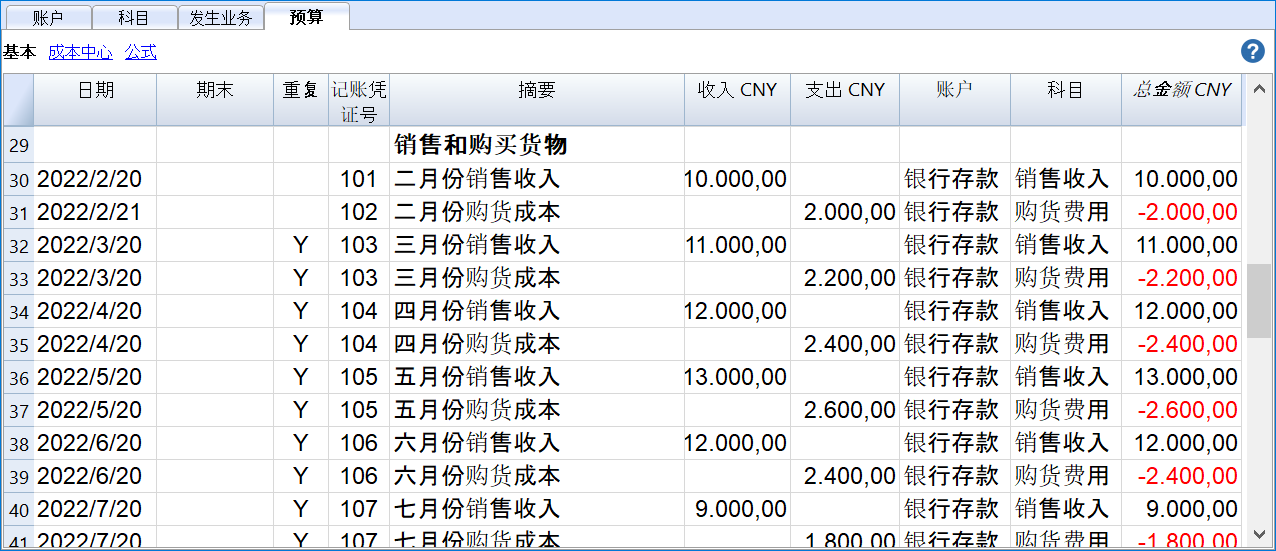 账户 科目 发生业务 预算
基本 成本中心 公式 ?
日期 期末 重复 记账凭证号 摘要 收入 CNY 支出 CNY 账户 科目 总金额 CNY
29 销售和购买货物
30 2022/2/20 101 二月份销售收入 10.000,00 银行存款 销售收入 10.000,00
31 2022/2/21 102 二月份购货成本 2.000,00 银行存款 购货费用 -2.000,00
32 2022/3/20 Y 103 三月份销售收入 11.000,00 银行存款 销售收入 11.000,00
33 2022/3/20 Y 103 三月份购货成本 2.200,00 银行存款 购货费用 -2.200,00
34 2022/4/20 Y 104 四月份销售收入 12.000,00 银行存款 销售收入 12.000,00
35 2022/4/20 Y 104 四月份购货成本 2.400,00 银行存款 购货费用 -2.400,00
36 2022/5/20 Y 105 五月份销售收入 13.000,00 银行存款 销售收入 13.000,00
37 2022/5/20 Y 105 五月份购货成本 2.600,00 银行存款 购货费用 -2.600,00
38 2022/6/20 Y 106 六月份销售收入 12.000,00 银行存款 销售收入 12.000,00
39 2022/6/20 Y 106 六月份购货成本 2.400,00 银行存款 购货费用 -2.400,00
40 2022/7/20 Y 107 七月份销售收入 9.000,00 银行存款 销售收入 9.000,00
41 2022/7/20 Y 107 七月份购货成本 1.800,00 银行存款 购货费用 -1.800,00